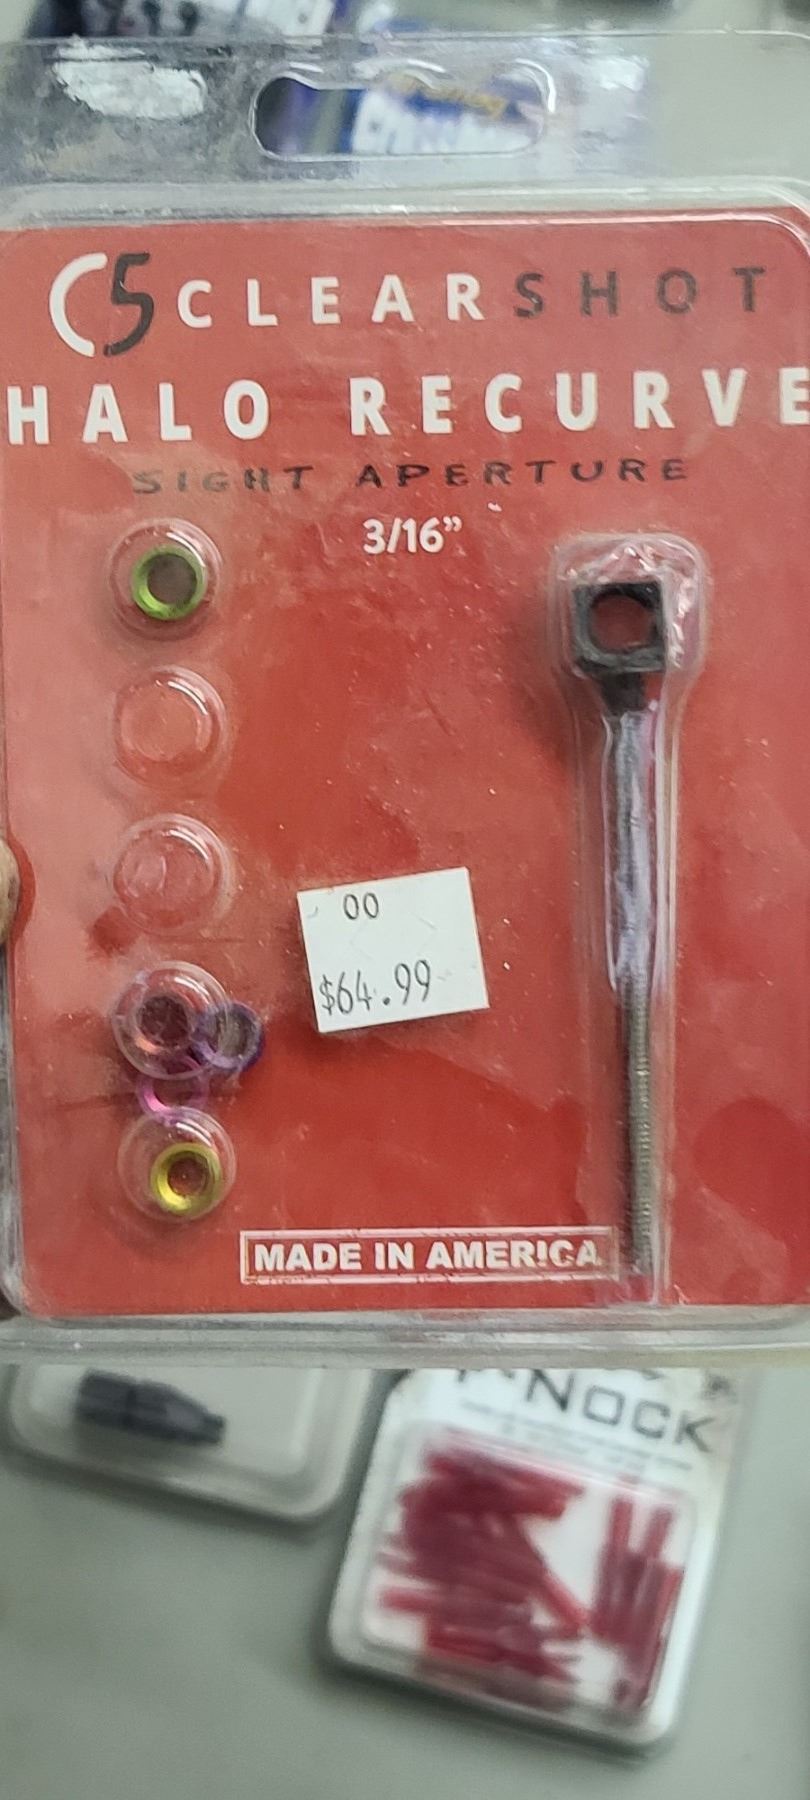 CS CLEARSHOT
HALO RECURVE
SIGHT APERTURE
3/16”
00
$64.99
MADE IN AMERICA
NOCK